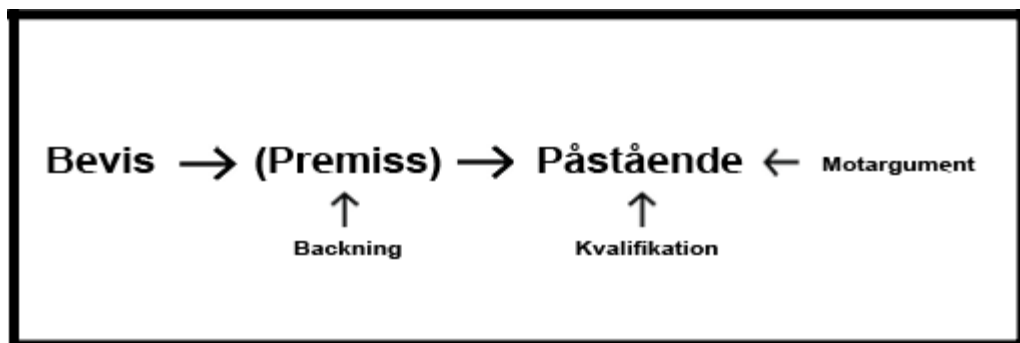 Bevis → (Premiss) → Påstående ← Motargument
↑ ↑
Backning Kvalifikation